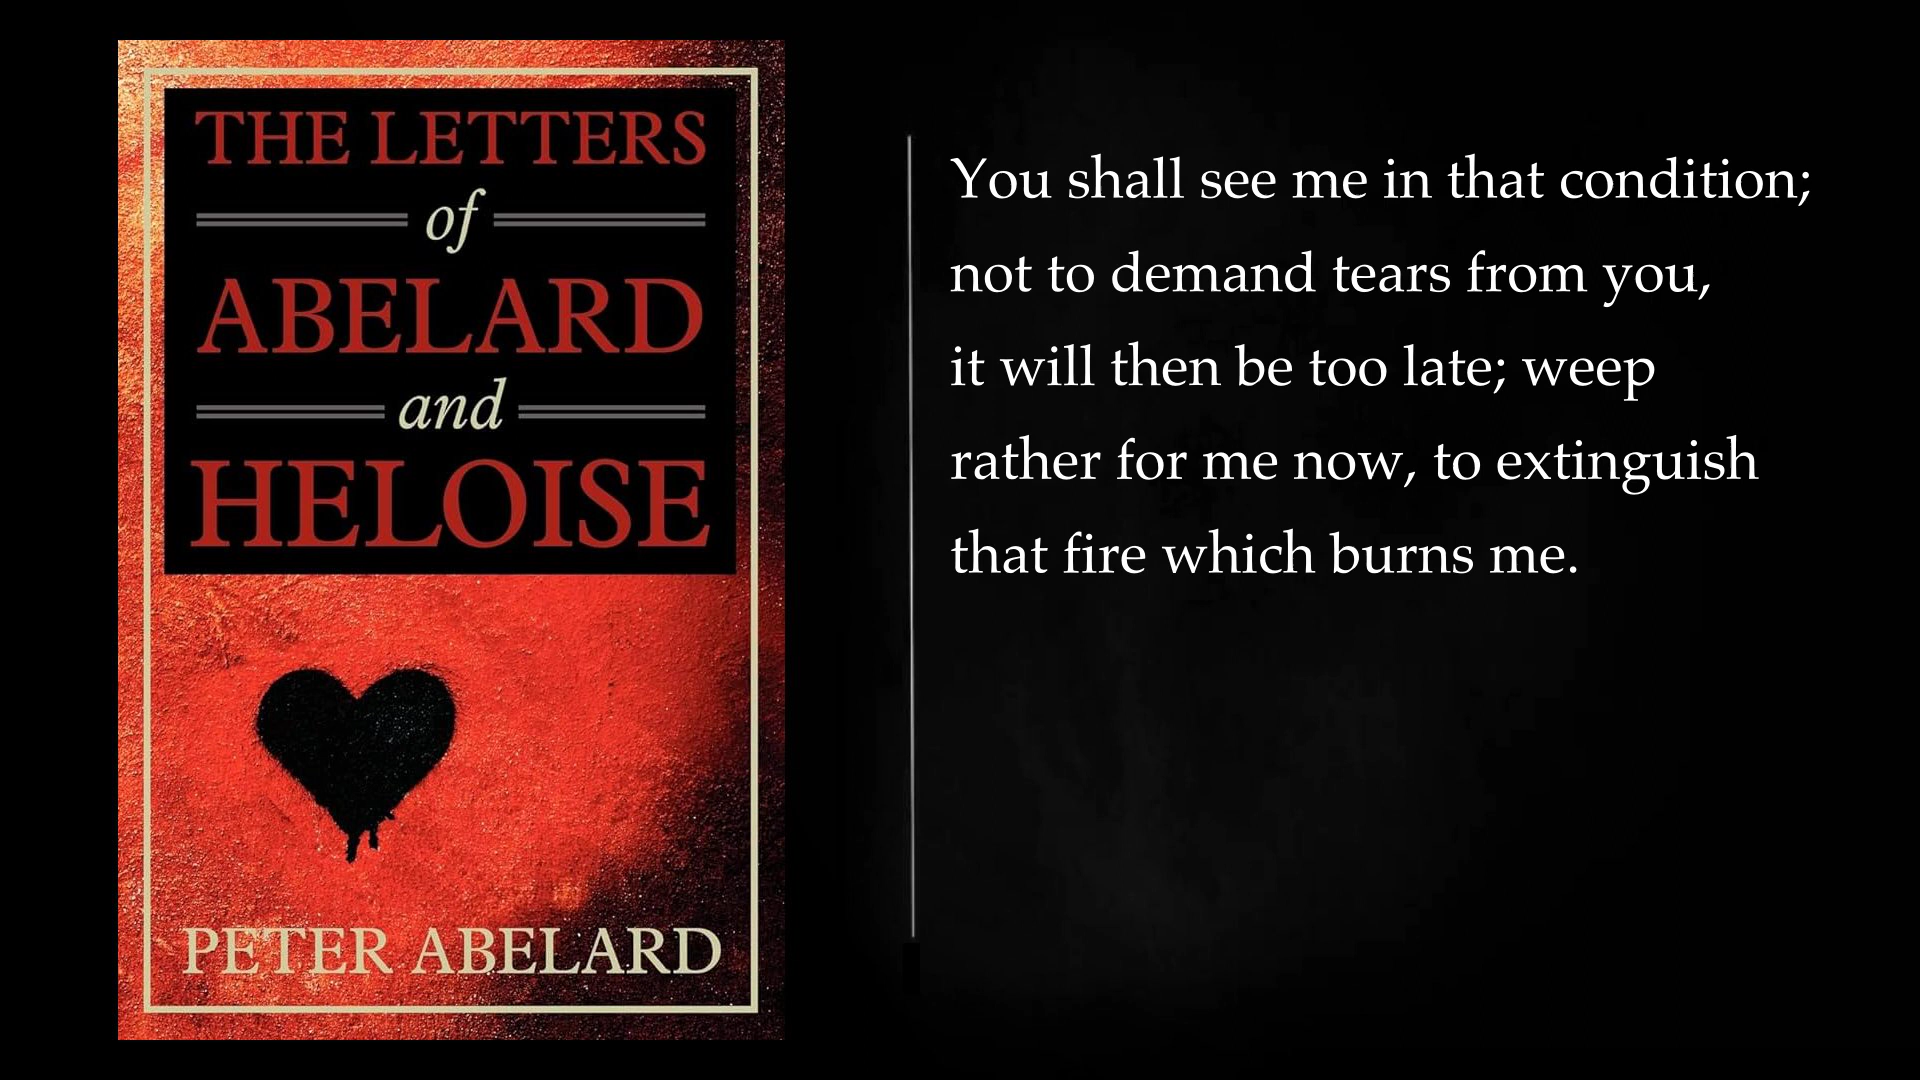 THE LETTERS
of
ABELARD
and
HELOISE
PETER ABELARD
You shall see me in that condition;
not to demand tears from you,
it will then be too late; weep
rather for me now, to extinguish
that fire which burns me.